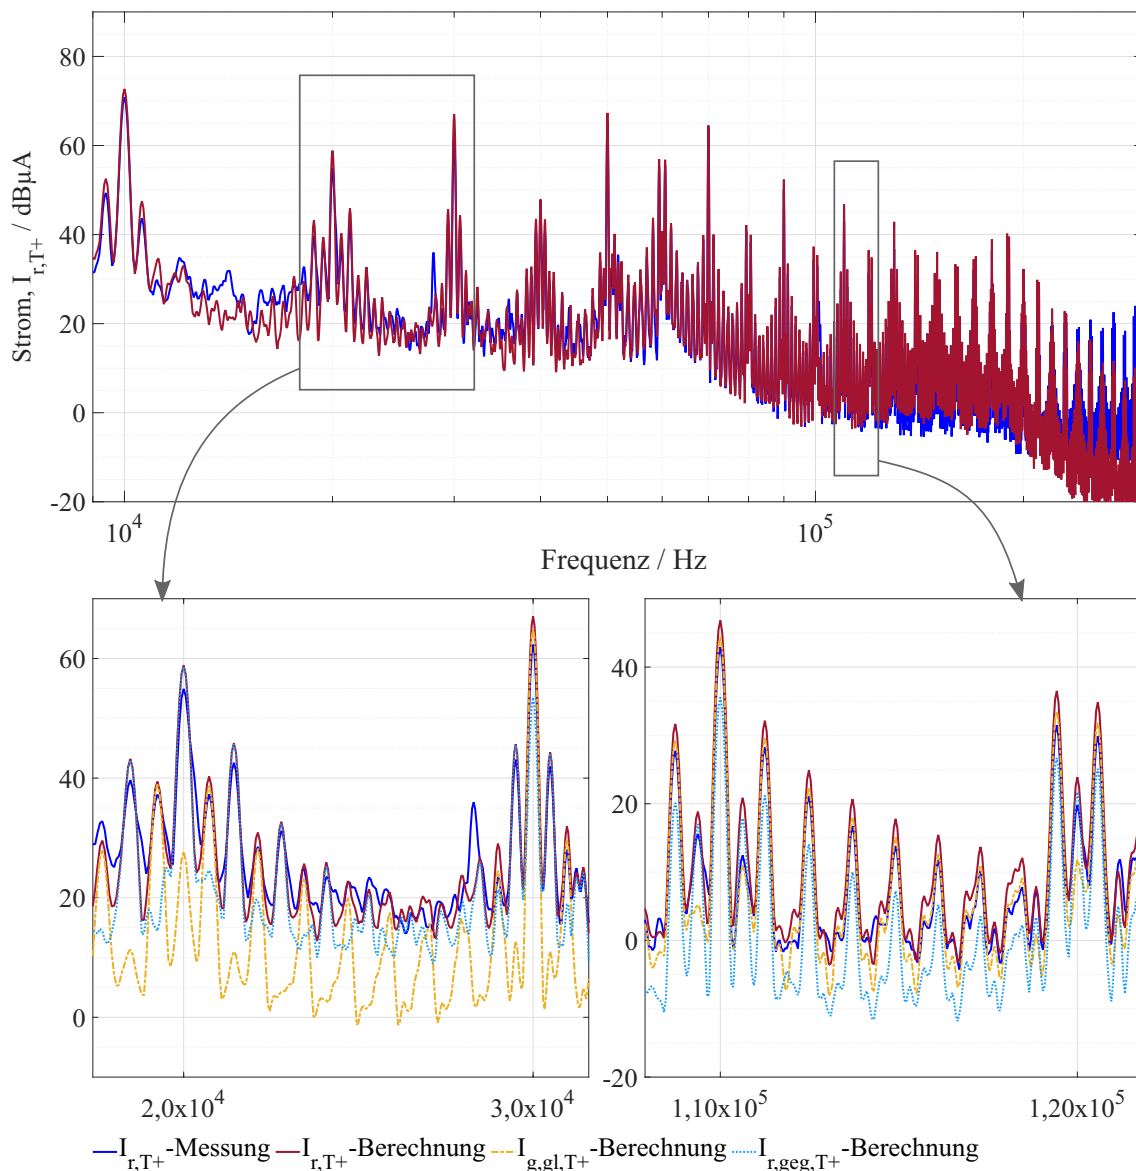 80
60
40
20
0
-20
Strom, I_r,T+ / dBµA
10^4
10^5
Frequenz / Hz
60
40
20
0
2,0x10^4
3,0x10^4
40
20
0
-20
1,10x10^5
1,20x10^5
I_r,T+-Messung I_r,T+-Berechnung I_g,gl,T+-Berechnung I_r,geg,T+-Berechnung